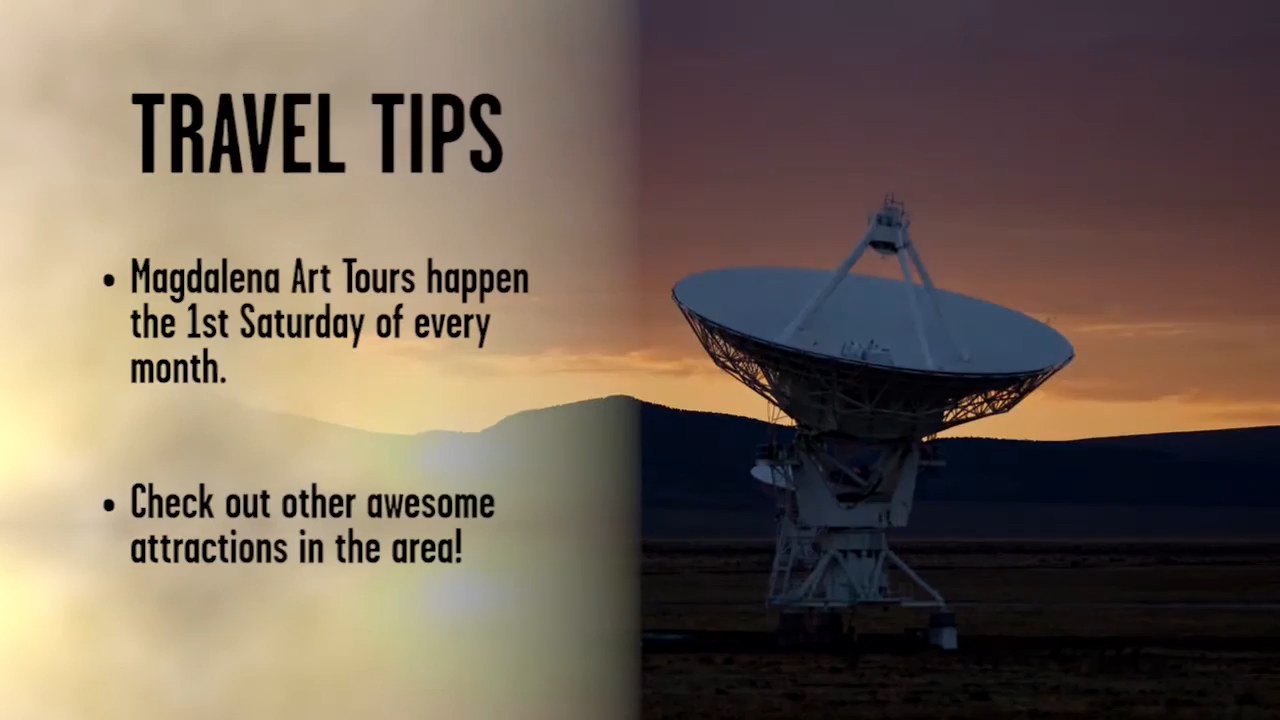 TRAVEL TIPS
• Magdalena Art Tours happen
the 1st Saturday of every
month.
• Check out other awesome
attractions in the area!